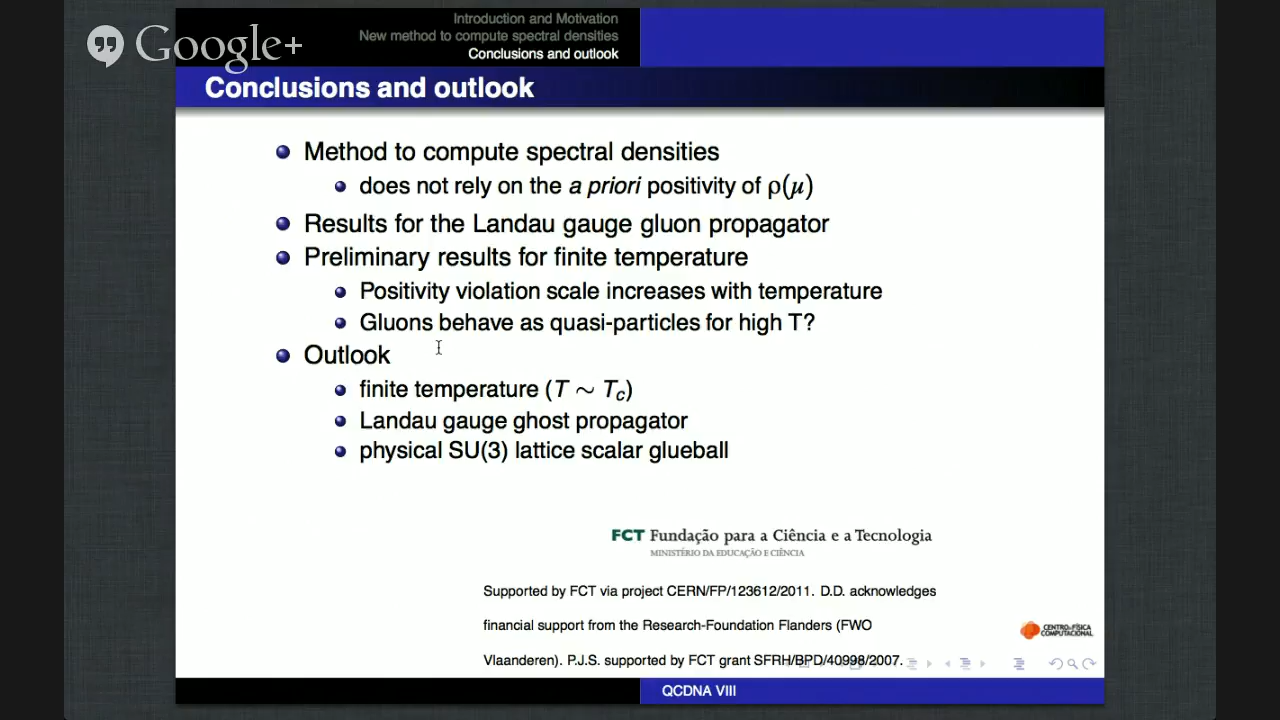 Google+
Introduction and Motivation
New method to compute spectral densities
Conclusions and outlook
Conclusions and outlook
Method to compute spectral densities
does not rely on the a priori positivity of ρ(μ)
Results for the Landau gauge gluon propagator
Preliminary results for finite temperature
Positivity violation scale increases with temperature
Gluons behave as quasi-particles for high T?
Outlook
finite temperature (T ∼ Tc)
Landau gauge ghost propagator
physical SU(3) lattice scalar glueball
FCT Fundação para a Ciência e a Tecnologia
MINISTÉRIO DA EDUCAÇÃO E CIÊNCIA
Supported by FCT via project CERN/FP/123612/2011. D.D. acknowledges
financial support from the Research-Foundation Flanders (FWO
CENTRO DE FÍSICA
COMPUTACIONAL
Vlaanderen). P.J.S. supported by FCT grant SFRH/BPD/40998/2007.
QCDNA VIII